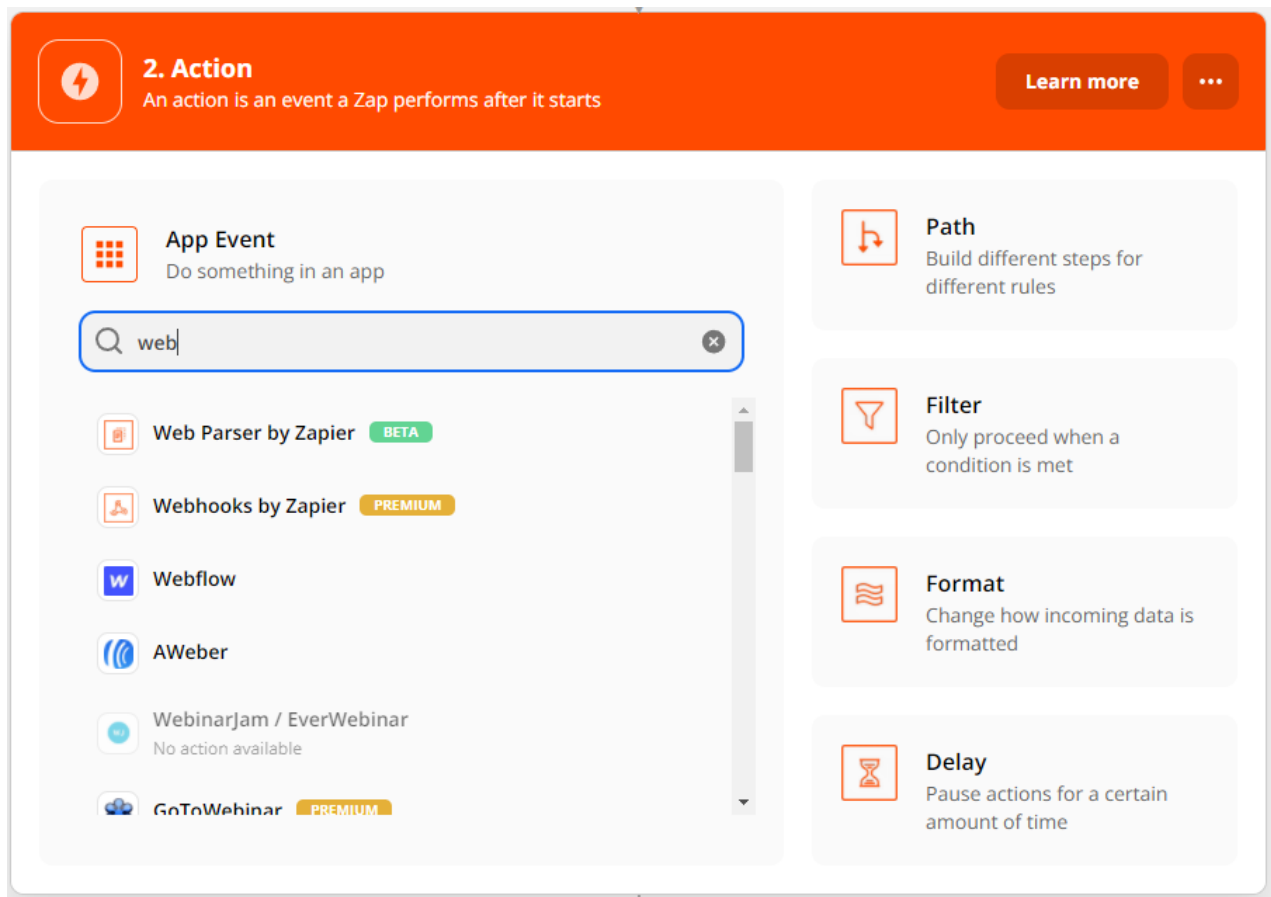 2. Action
An action is an event a Zap performs after it starts
Learn more
App Event
Do something in an app
web
Web Parser by Zapier BETA
Webhooks by Zapier PREMIUM
W Webflow
AWeber
WebinarJam / EverWebinar
No action available
GoToWebinar PREMIUM
Path
Build different steps for
different rules
Filter
Only proceed when a
condition is met
Format
Change how incoming data is
formatted
Delay
Pause actions for a certain
amount of time